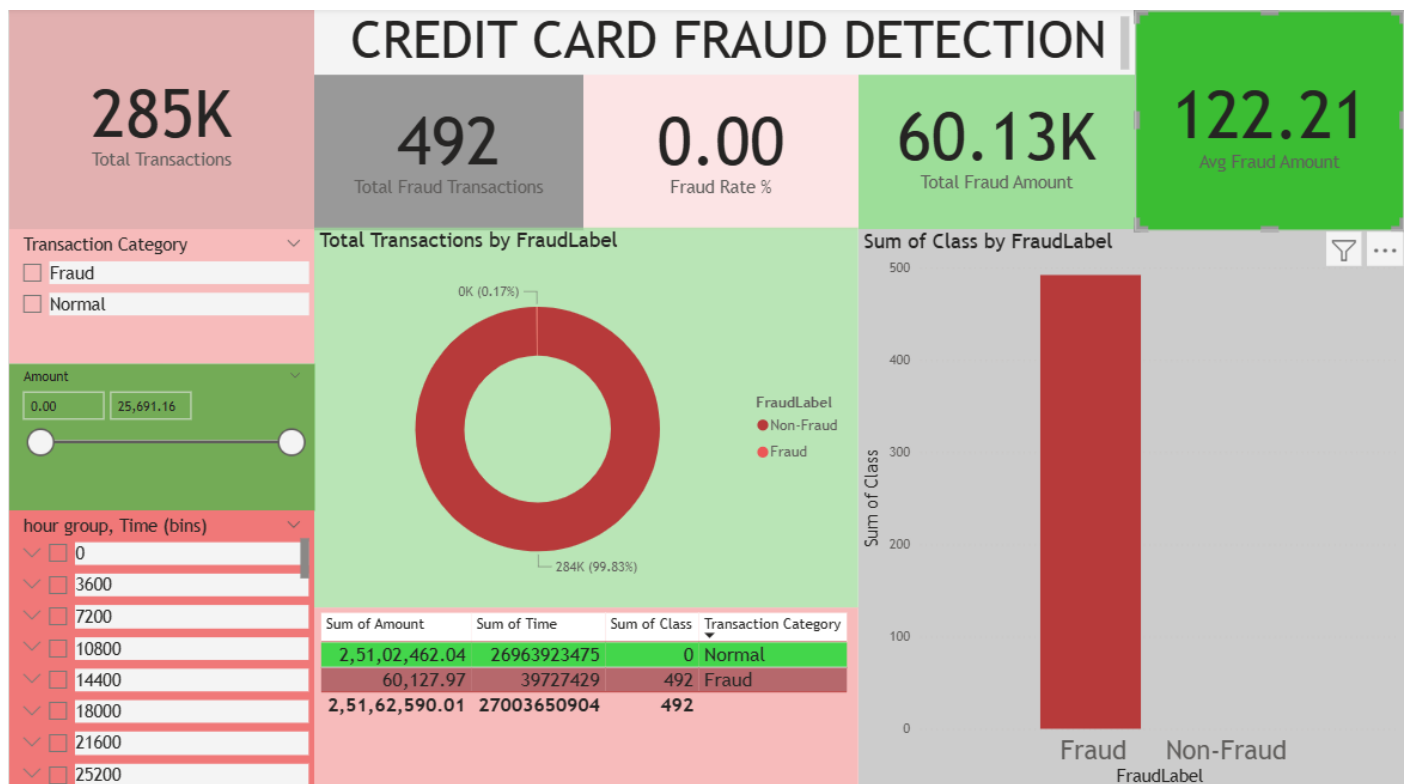 CREDIT CARD FRAUD DETECTION
285K
Total Transactions
492
Total Fraud Transactions
0.00
Fraud Rate %
60.13K
Total Fraud Amount
122.21
Avg Fraud Amount
Transaction Category
Fraud
Normal
Amount
0.00 25,691.16
hour group, Time (bins)
0
3600
7200
10800
14400
18000
21600
25200
Total Transactions by FraudLabel
0K (0.17%)
284K (99.83%)
FraudLabel
Non-Fraud
Fraud
Sum of Amount Sum of Time Sum of Class Transaction Category
2,51,02,462.04 26963923475 0 Normal
60,127.97 39727429 492 Fraud
2,51,62,590.01 27003650904 492
Sum of Class by FraudLabel
Sum of Class
500
400
300
200
100
0
Fraud Non-Fraud
FraudLabel